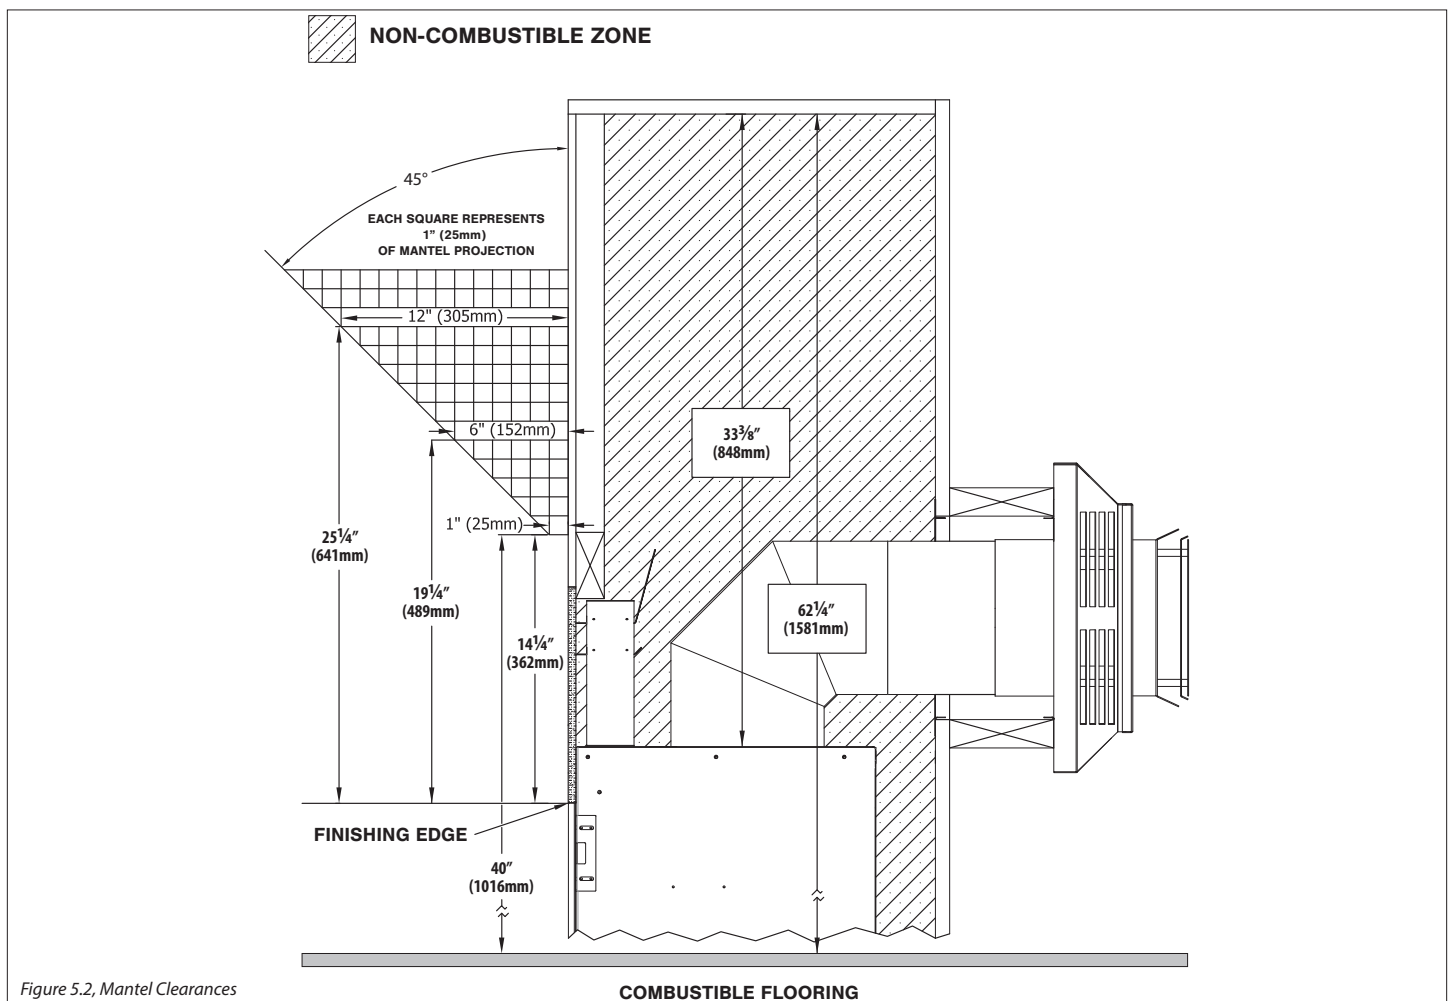 NON-COMBUSTIBLE ZONE
45°
EACH SQUARE REPRESENTS
1" (25mm)
OF MANTEL PROJECTION
12" (305mm)
6" (152mm)
33⅜"
(848mm)
1" (25mm)
25¼"
(641mm)
19¼"
(489mm)
62¼"
(1581mm)
14¼"
(362mm)
FINISHING EDGE
40"
(1016mm)
Figure 5.2, Mantel Clearances
COMBUSTIBLE FLOORING